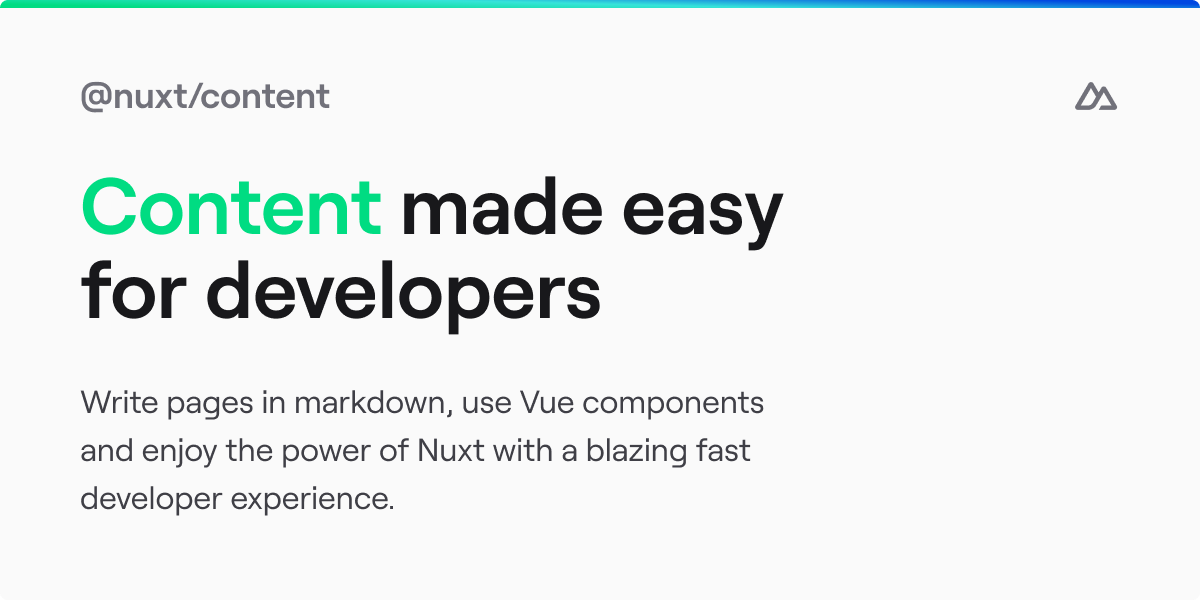 @nuxt/content
Content made easy
for developers
Write pages in markdown, use Vue components
and enjoy the power of Nuxt with a blazing fast
developer experience.